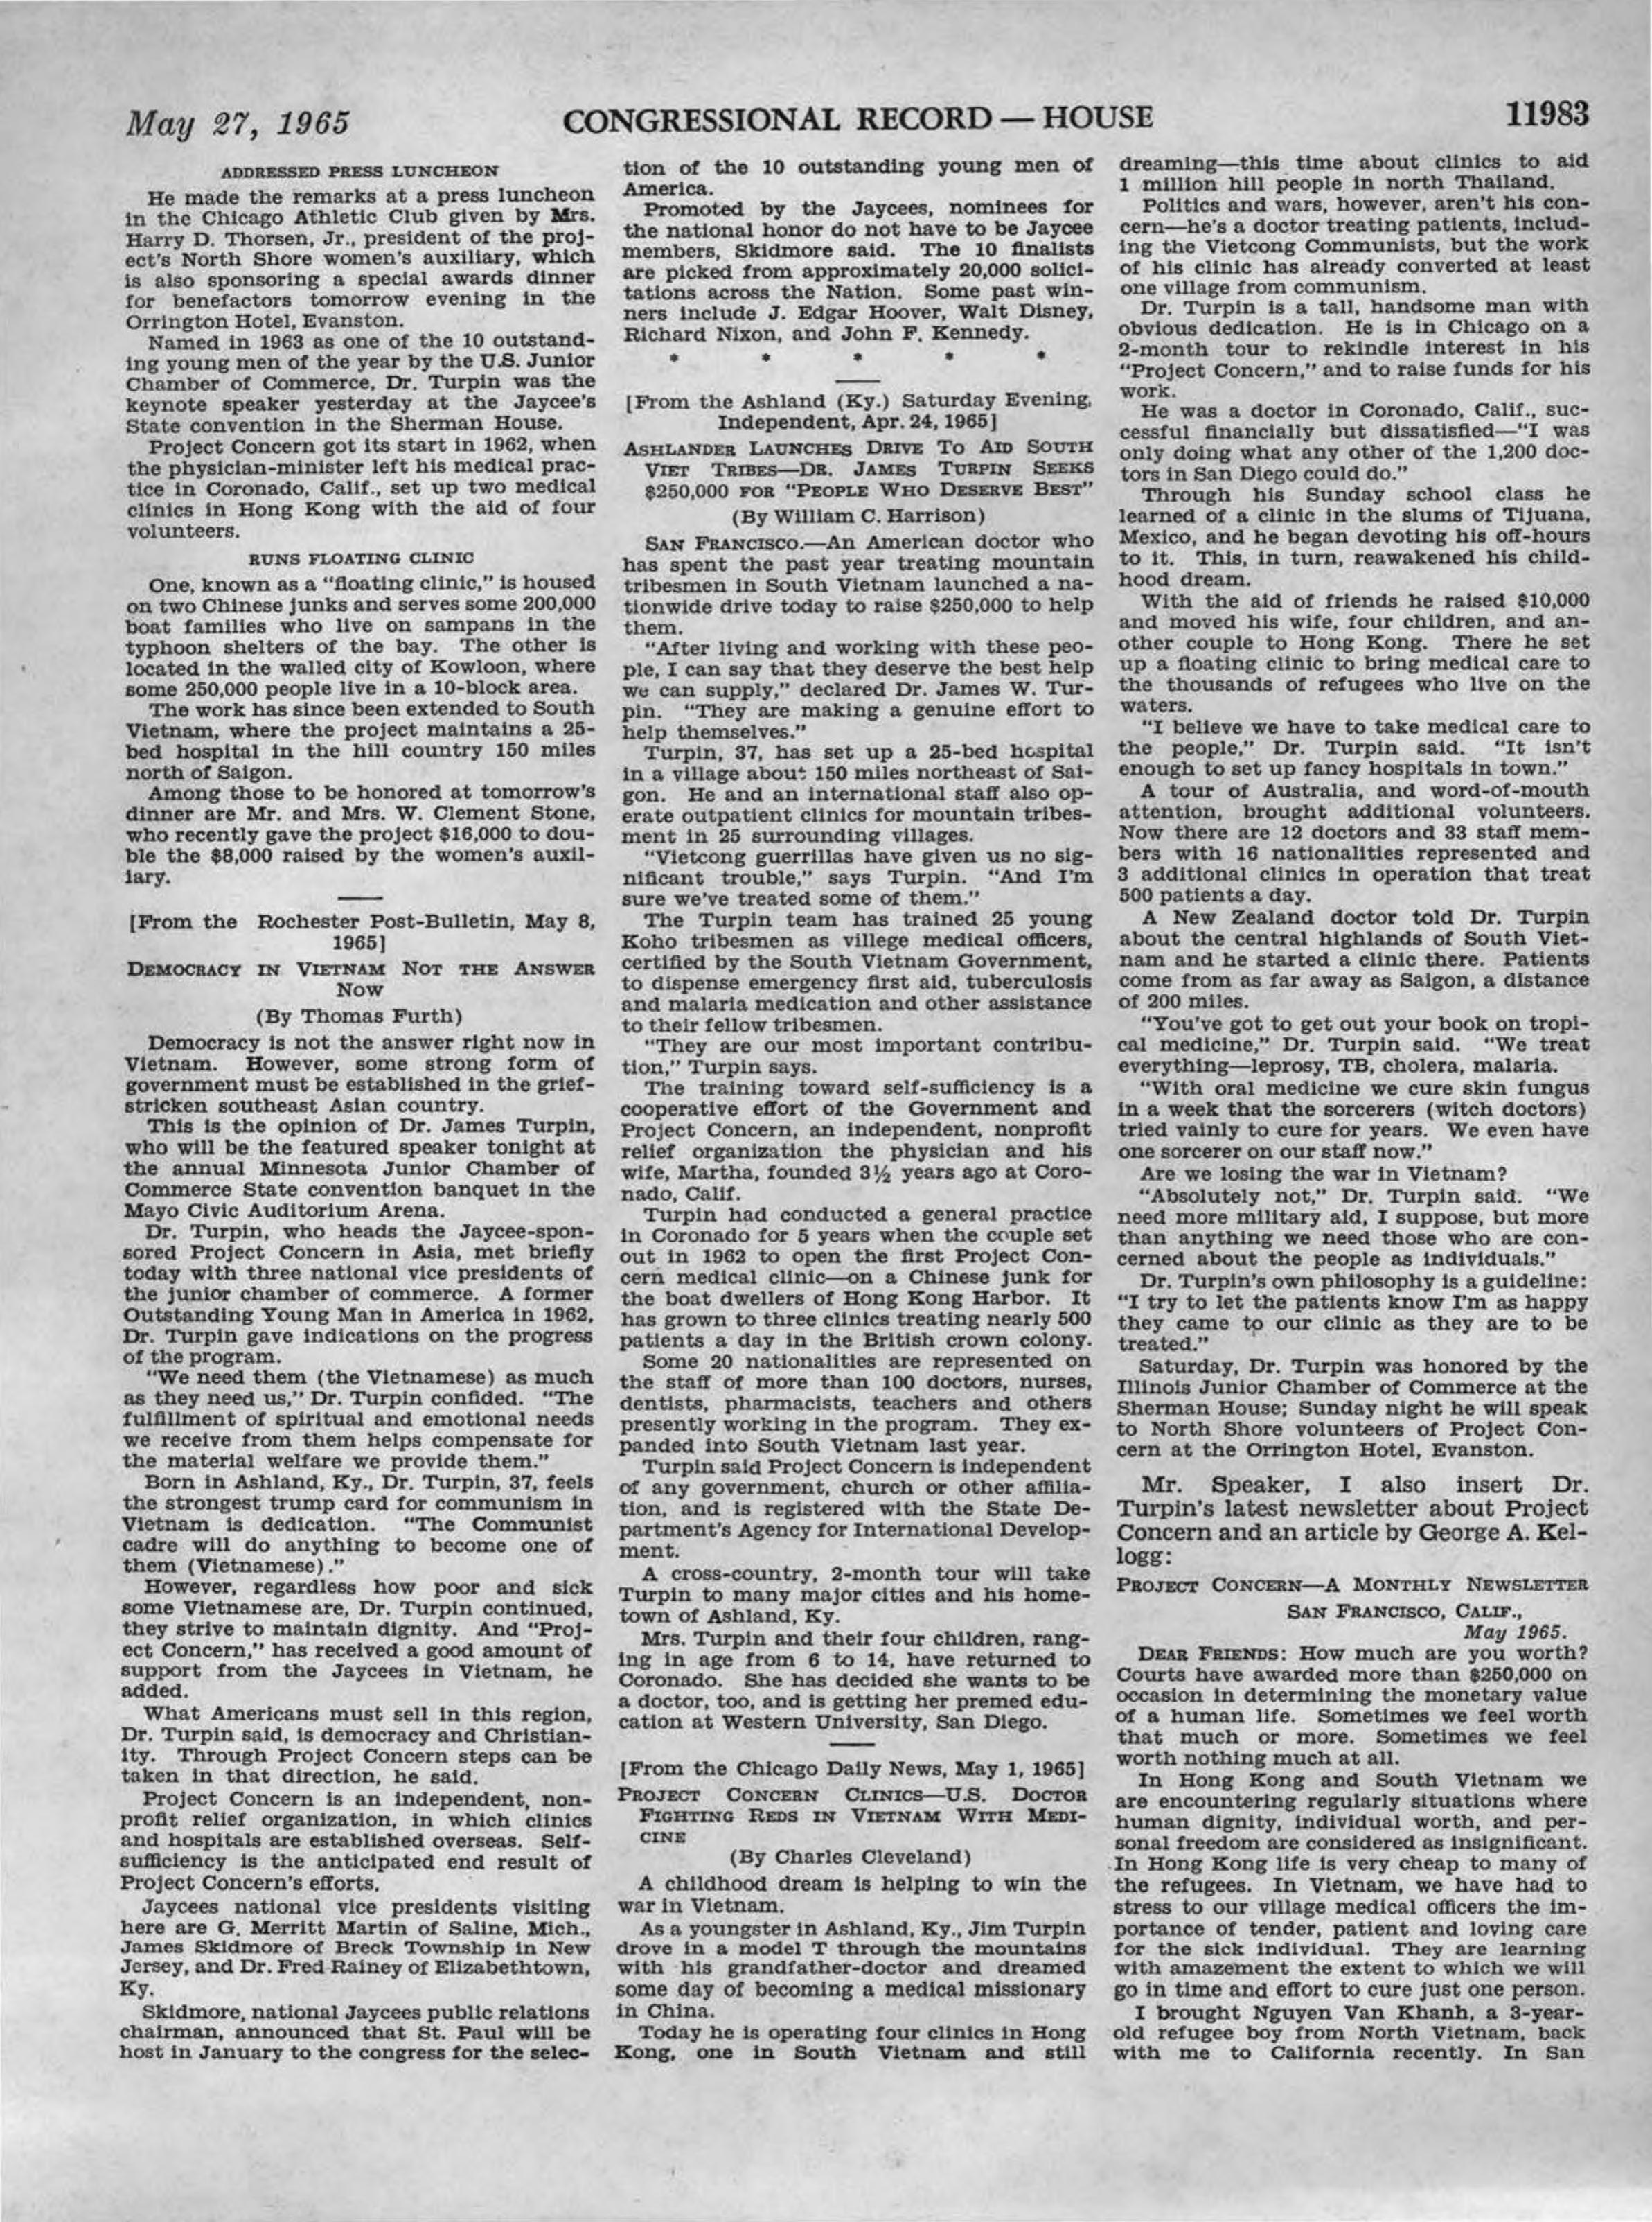 May 27, 1965
CONGRESSIONAL RECORD — HOUSE
11983
ADDRESSED PRESS LUNCHEON
He made the remarks at a press luncheon
in the Chicago Athletic Club given by Mrs.
Harry D. Thorsen, Jr., president of the proj-
ect's North Shore women's auxiliary, which
is also sponsoring a special awards dinner
for benefactors tomorrow evening in the
Orrington Hotel, Evanston.
Named in 1963 as one of the 10 outstand-
ing young men of the year by the U.S. Junior
Chamber of Commerce, Dr. Turpin was the
keynote speaker yesterday at the Jaycee's
State convention in the Sherman House.
Project Concern got its start in 1962, when
the physician-minister left his medical prac-
tice in Coronado, Calif., set up two medical
clinics in Hong Kong with the aid of four
volunteers.
RUNS FLOATING CLINIC
One, known as a "floating clinic," is housed
on two Chinese junks and serves some 200,000
boat families who live on sampans in the
typhoon shelters of the bay. The other is
located in the walled city of Kowloon, where
some 250,000 people live in a 10-block area.
The work has since been extended to South
Vietnam, where the project maintains a 25-
bed hospital in the hill country 150 miles
north of Saigon.
Among those to be honored at tomorrow's
dinner are Mr. and Mrs. W. Clement Stone,
who recently gave the project $16,000 to dou-
ble the $8,000 raised by the women's auxil-
iary.
[From the Rochester Post-Bulletin, May 8,
1965]
DEMOCRACY IN VIETNAM NOT THE ANSWER
NOW
(By Thomas Furth)
Democracy is not the answer right now in
Vietnam. However, some strong form of
government must be established in the grief-
stricken southeast Asian country.
This is the opinion of Dr. James Turpin,
who will be the featured speaker tonight at
the annual Minnesota Junior Chamber of
Commerce State convention banquet in the
Mayo Civic Auditorium Arena.
Dr. Turpin, who heads the Jaycee-spon-
sored Project Concern in Asia, met briefly
today with three national vice presidents of
the junior chamber of commerce. A former
Outstanding Young Man in America in 1962,
Dr. Turpin gave indications on the progress
of the program.
"We need them (the Vietnamese) as much
as they need us," Dr. Turpin confided. "The
fulfillment of spiritual and emotional needs
we receive from them helps compensate for
the material welfare we provide them."
Born in Ashland, Ky., Dr. Turpin, 37, feels
the strongest trump card for communism in
Vietnam is dedication. "The Communist
cadre will do anything to become one of
them (Vietnamese)."
However, regardless how poor and sick
some Vietnamese are, Dr. Turpin continued,
they strive to maintain dignity. And "Proj-
ect Concern," has received a good amount of
support from the Jaycees in Vietnam, he
added.
What Americans must sell in this region,
Dr. Turpin said, is democracy and Christian-
ity. Through Project Concern steps can be
taken in that direction, he said.
Project Concern is an independent, non-
profit relief organization, in which clinics
and hospitals are established overseas. Self-
sufficiency is the anticipated end result of
Project Concern's efforts.
Jaycees national vice presidents visiting
here are G. Merritt Martin of Saline, Mich.,
James Skidmore of Breck Township in New
Jersey, and Dr. Fred Rainey of Elizabethtown,
Ky.
Skidmore, national Jaycees public relations
chairman, announced that St. Paul will be
host in January to the congress for the selec-
tion of the 10 outstanding young men of
America.
Promoted by the Jaycees, nominees for
the national honor do not have to be Jaycee
members, Skidmore said. The 10 finalists
are picked from approximately 20,000 solici-
tations across the Nation. Some past win-
ners include J. Edgar Hoover, Walt Disney,
Richard Nixon, and John F. Kennedy.
* * * * *
[From the Ashland (Ky.) Saturday Evening,
Independent, Apr. 24, 1965]
ASHLANDER LAUNCHES DRIVE TO AID SOUTH
VIET TRIBES—DR. JAMES TURPIN SEEKS
$250,000 FOR "PEOPLE WHO DESERVE BEST"
(By William C. Harrison)
SAN FRANCISCO.—An American doctor who
has spent the past year treating mountain
tribesmen in South Vietnam launched a na-
tionwide drive today to raise $250,000 to help
them.
"After living and working with these peo-
ple, I can say that they deserve the best help
we can supply," declared Dr. James W. Tur-
pin. "They are making a genuine effort to
help themselves."
Turpin, 37, has set up a 25-bed hospital
in a village about 150 miles northeast of Sai-
gon. He and an international staff also op-
erate outpatient clinics for mountain tribes-
ment in 25 surrounding villages.
"Vietcong guerrillas have given us no sig-
nificant trouble," says Turpin. "And I'm
sure we've treated some of them."
The Turpin team has trained 25 young
Koho tribesmen as villege medical officers,
certified by the South Vietnam Government,
to dispense emergency first aid, tuberculosis
and malaria medication and other assistance
to their fellow tribesmen.
"They are our most important contribu-
tion," Turpin says.
The training toward self-sufficiency is a
cooperative effort of the Government and
Project Concern, an independent, nonprofit
relief organization the physician and his
wife, Martha, founded 3½ years ago at Coro-
nado, Calif.
Turpin had conducted a general practice
in Coronado for 5 years when the couple set
out in 1962 to open the first Project Con-
cern medical clinic—on a Chinese junk for
the boat dwellers of Hong Kong Harbor. It
has grown to three clinics treating nearly 500
patients a day in the British crown colony.
Some 20 nationalities are represented on
the staff of more than 100 doctors, nurses,
dentists, pharmacists, teachers and others
presently working in the program. They ex-
panded into South Vietnam last year.
Turpin said Project Concern is independent
of any government, church or other affilia-
tion, and is registered with the State De-
partment's Agency for International Develop-
ment.
A cross-country, 2-month tour will take
Turpin to many major cities and his home-
town of Ashland, Ky.
Mrs. Turpin and their four children, rang-
ing in age from 6 to 14, have returned to
Coronado. She has decided she wants to be
a doctor, too, and is getting her premed edu-
cation at Western University, San Diego.
[From the Chicago Daily News, May 1, 1965]
PROJECT CONCERN CLINICS—U.S. DOCTOR
FIGHTING REDS IN VIETNAM WITH MEDI-
CINE
(By Charles Cleveland)
A childhood dream is helping to win the
war in Vietnam.
As a youngster in Ashland, Ky., Jim Turpin
drove in a model T through the mountains
with his grandfather-doctor and dreamed
some day of becoming a medical missionary
in China.
Today he is operating four clinics in Hong
Kong, one in South Vietnam and still
dreaming—this time about clinics to aid
1 million hill people in north Thailand.
Politics and wars, however, aren't his con-
cern—he's a doctor treating patients, includ-
ing the Vietcong Communists, but the work
of his clinic has already converted at least
one village from communism.
Dr. Turpin is a tall, handsome man with
obvious dedication. He is in Chicago on a
2-month tour to rekindle interest in his
"Project Concern," and to raise funds for his
work.
He was a doctor in Coronado, Calif., suc-
cessful financially but dissatisfied—"I was
only doing what any other of the 1,200 doc-
tors in San Diego could do."
Through his Sunday school class he
learned of a clinic in the slums of Tijuana,
Mexico, and he began devoting his off-hours
to it. This, in turn, reawakened his child-
hood dream.
With the aid of friends he raised $10,000
and moved his wife, four children, and an-
other couple to Hong Kong. There he set
up a floating clinic to bring medical care to
the thousands of refugees who live on the
waters.
"I believe we have to take medical care to
the people," Dr. Turpin said. "It isn't
enough to set up fancy hospitals in town."
A tour of Australia, and word-of-mouth
attention, brought additional volunteers.
Now there are 12 doctors and 33 staff mem-
bers with 16 nationalities represented and
3 additional clinics in operation that treat
500 patients a day.
A New Zealand doctor told Dr. Turpin
about the central highlands of South Viet-
nam and he started a clinic there. Patients
come from as far away as Saigon, a distance
of 200 miles.
"You've got to get out your book on tropi-
cal medicine," Dr. Turpin said. "We treat
everything—leprosy, TB, cholera, malaria.
"With oral medicine we cure skin fungus
in a week that the sorcerers (witch doctors)
tried vainly to cure for years. We even have
one sorcerer on our staff now."
Are we losing the war in Vietnam?
"Absolutely not," Dr. Turpin said. "We
need more military aid, I suppose, but more
than anything we need those who are con-
cerned about the people as individuals."
Dr. Turpin's own philosophy is a guideline:
"I try to let the patients know I'm as happy
they came to our clinic as they are to be
treated."
Saturday, Dr. Turpin was honored by the
Illinois Junior Chamber of Commerce at the
Sherman House; Sunday night he will speak
to North Shore volunteers of Project Con-
cern at the Orrington Hotel, Evanston.
Mr. Speaker, I also insert Dr.
Turpin's latest newsletter about Project
Concern and an article by George A. Kel-
logg:
PROJECT CONCERN—A MONTHLY NEWSLETTER
SAN FRANCISCO, CALIF.,
May 1965.
DEAR FRIENDS: How much are you worth?
Courts have awarded more than $250,000 on
occasion in determining the monetary value
of a human life. Sometimes we feel worth
that much or more. Sometimes we feel
worth nothing much at all.
In Hong Kong and South Vietnam we
are encountering regularly situations where
human dignity, individual worth, and per-
sonal freedom are considered as insignificant.
In Hong Kong life is very cheap to many of
the refugees. In Vietnam, we have had to
stress to our village medical officers the im-
portance of tender, patient and loving care
for the sick individual. They are learning
with amazement the extent to which we will
go in time and effort to cure just one person.
I brought Nguyen Van Khanh, a 3-year-
old refugee boy from North Vietnam, back
with me to California recently. In San